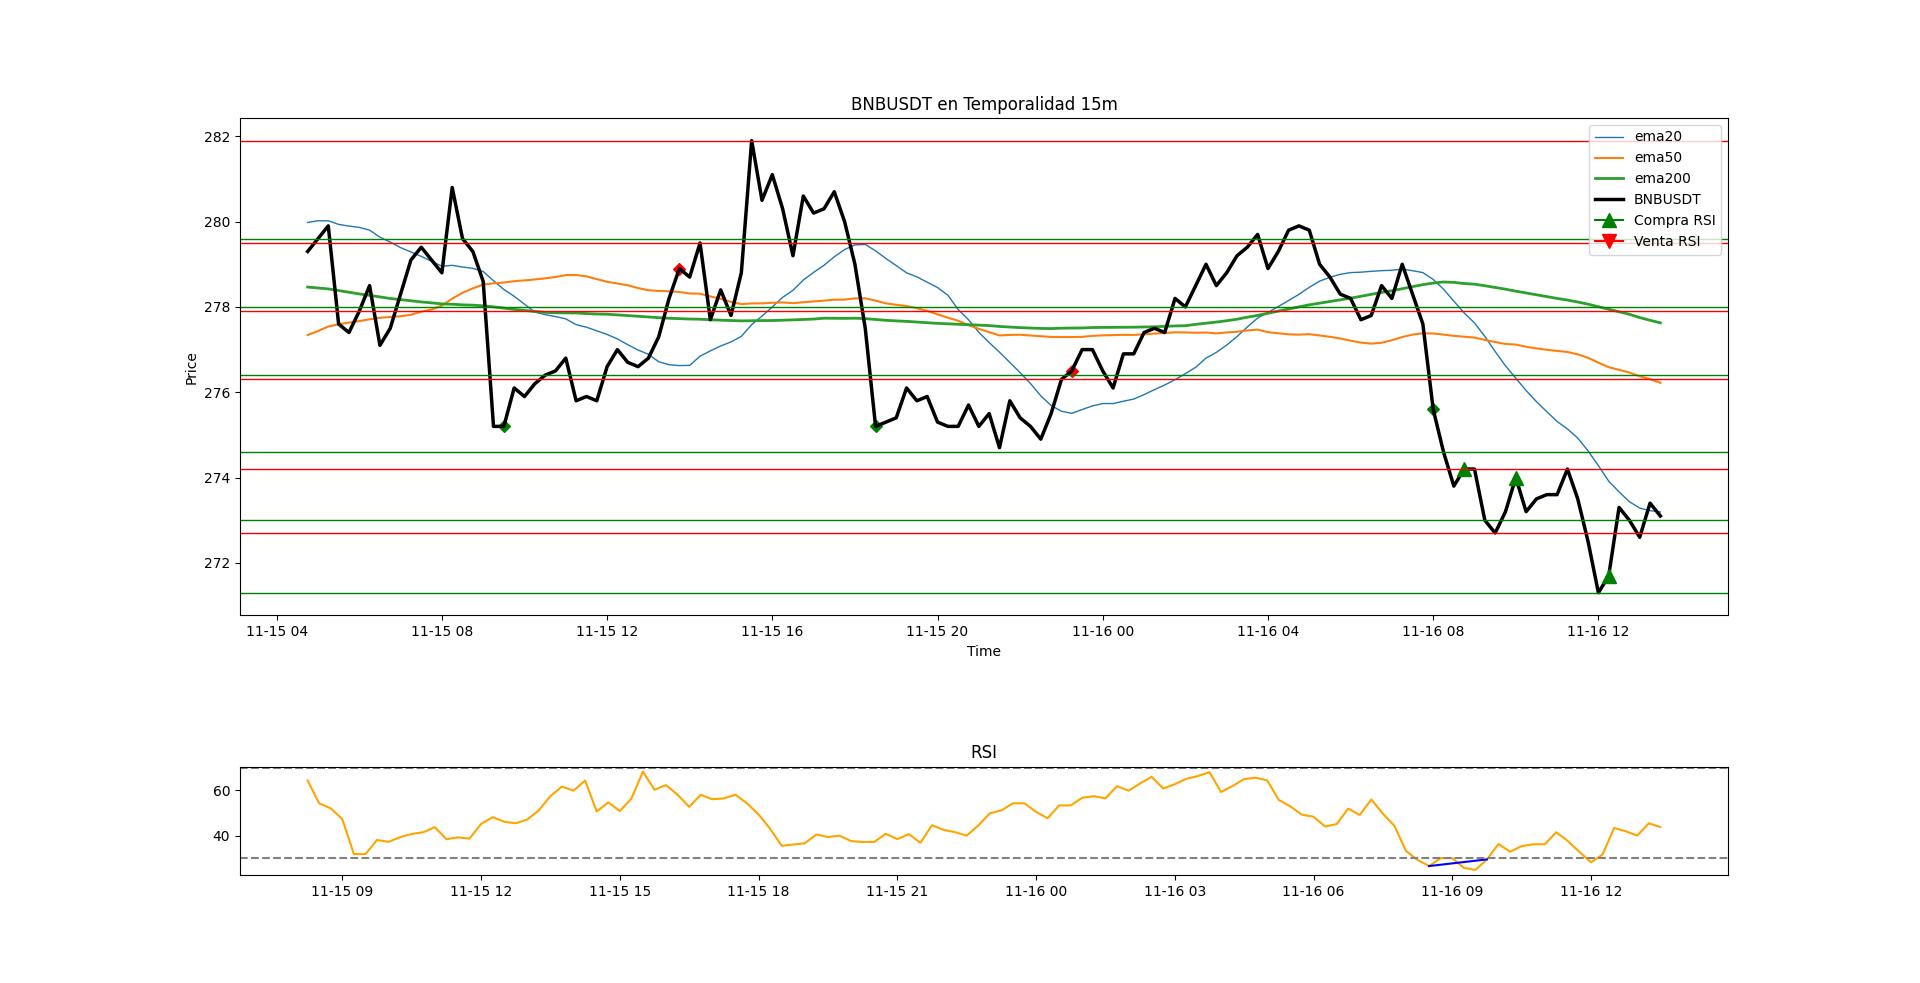 BNBUSDT en Temporalidad 15m
282
280
278
276
274
272
Price
ema20
ema50
ema200
BNBUSDT
Compra RSI
Venta RSI
11-15 04 11-15 08 11-15 12 11-15 16 11-15 20 11-16 00 11-16 04 11-16 08 11-16 12
Time
RSI
60
40
11-15 09 11-15 12 11-15 15 11-15 18 11-15 21 11-16 00 11-16 03 11-16 06 11-16 09 11-16 12